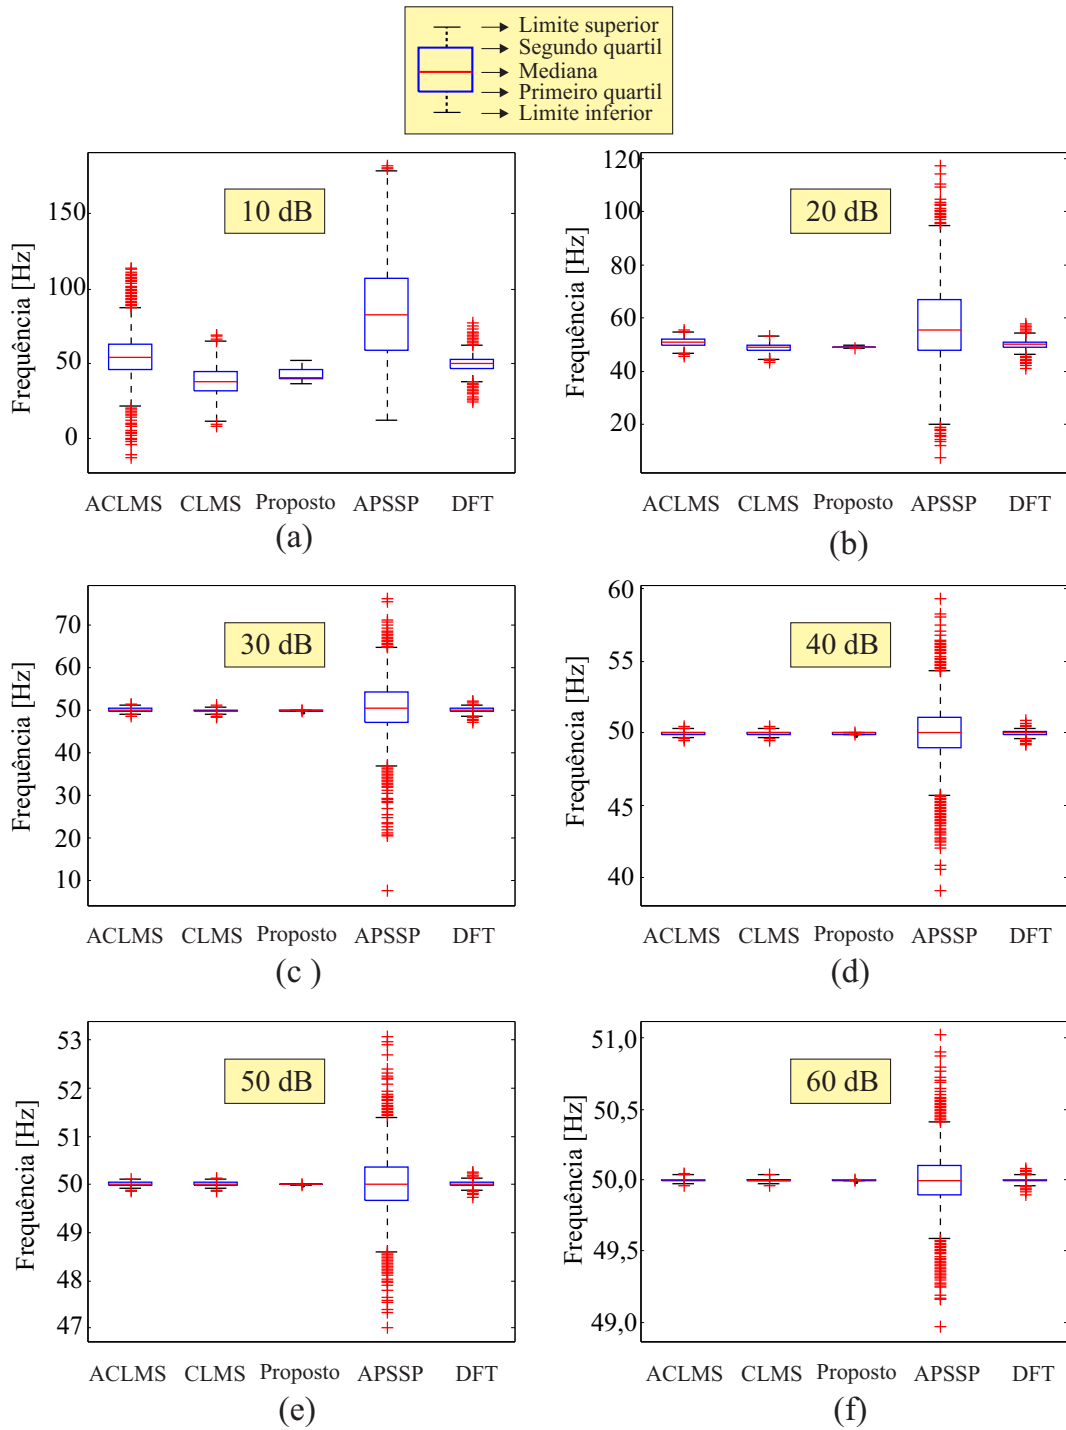 Limite superior
Segundo quartil
Mediana
Primeiro quartil
Limite inferior
10 dB
Frequência [Hz]
150
100
50
0
ACLMS CLMS Proposto APSSP DFT
(a)
20 dB
Frequência [Hz]
120
100
80
60
40
20
ACLMS CLMS Proposto APSSP DFT
(b)
30 dB
Frequência [Hz]
70
60
50
40
30
20
10
ACLMS CLMS Proposto APSSP DFT
(c )
40 dB
Frequência [Hz]
60
55
50
45
40
ACLMS CLMS Proposto APSSP DFT
(d)
50 dB
Frequência [Hz]
53
52
51
50
49
48
47
ACLMS CLMS Proposto APSSP DFT
(e)
60 dB
Frequência [Hz]
51,0
50,5
50,0
49,5
49,0
ACLMS CLMS Proposto APSSP DFT
(f)